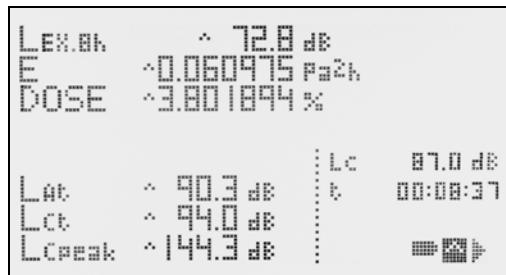 LEX.8h ^ 72.8 dB
E ^0.060975 Pa2h
DOSE ^3.801894 %
Lc 87.0 dB
LAt ^ 90.3 dB
t 00:08:37
LCt ^ 94.0 dB
LCpeak ^144.3 dB